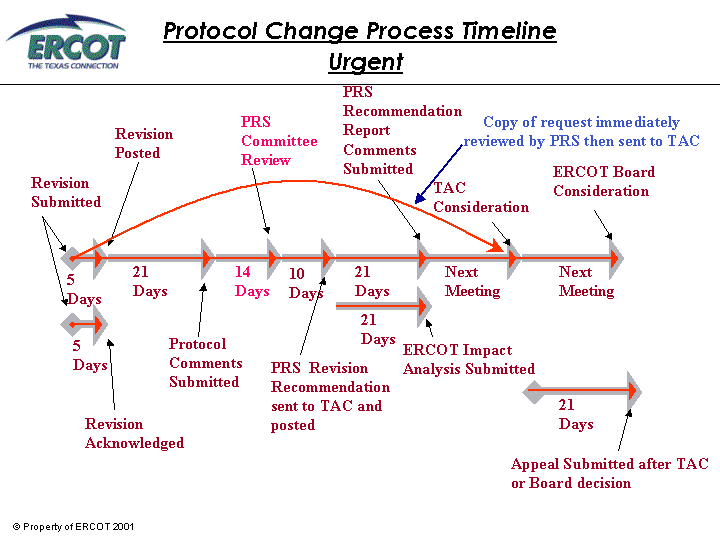 ERCOT
THE TEXAS CONNECTION
Protocol Change Process Timeline
Urgent
Revision
Submitted
Revision
Posted
PRS
Committee
Review
PRS
Recommendation
Report
Comments
Submitted
Copy of request immediately
reviewed by PRS then sent to TAC
TAC
Consideration
ERCOT Board
Consideration
5
Days
21
Days
14
Days
10
Days
21
Days
Next
Meeting
Next
Meeting
5
Days
21
Days
Protocol
Comments
Submitted
PRS Revision
Recommendation
sent to TAC and
posted
ERCOT Impact
Analysis Submitted
Revision
Acknowledged
21
Days
Appeal Submitted after TAC
or Board decision
© Property of ERCOT 2001